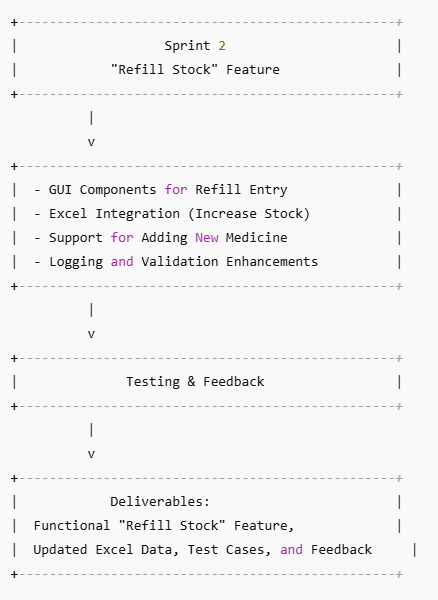 +--------------------------------------------------+
|                   Sprint 2                      |
|            "Refill Stock" Feature               |
+--------------------------------------------------+
          |
          v
+--------------------------------------------------+
|  - GUI Components for Refill Entry              |
|  - Excel Integration (Increase Stock)           |
|  - Support for Adding New Medicine              |
|  - Logging and Validation Enhancements          |
+--------------------------------------------------+
          |
          v
+--------------------------------------------------+
|              Testing & Feedback                 |
+--------------------------------------------------+
          |
          v
+--------------------------------------------------+
|            Deliverables:                        |
|  Functional "Refill Stock" Feature,             |
|  Updated Excel Data, Test Cases, and Feedback     |
+--------------------------------------------------+